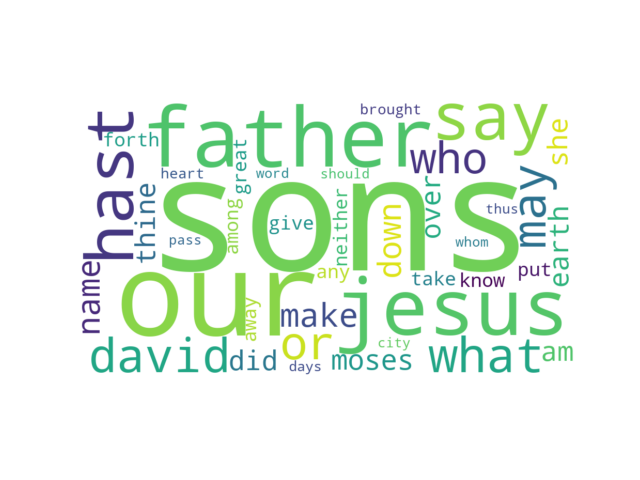 brought
hast
father
say
forth
she
who
great
heart
word
should
may
thine
sons
among
neither
over
thus
earth
give
down
pass
whom
name
our
any
jesus
take
know
put
away
make
or
david
did
city
days
moses
what
am